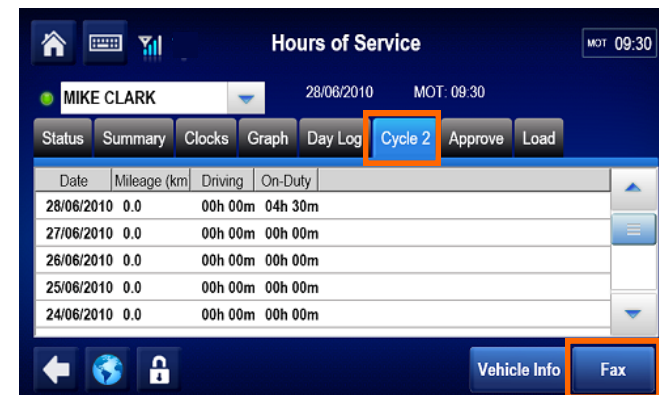 Hours of Service MOT 09:30
MIKE CLARK 28/06/2010 MOT: 09:30
Status Summary Clocks Graph Day Log Cycle 2 Approve Load
Date Mileage (km Driving On-Duty
28/06/2010 0.0 00h 00m 04h 30m
27/06/2010 0.0 00h 00m 00h 00m
26/06/2010 0.0 00h 00m 00h 00m
25/06/2010 0.0 00h 00m 00h 00m
24/06/2010 0.0 00h 00m 00h 00m
Vehicle Info Fax